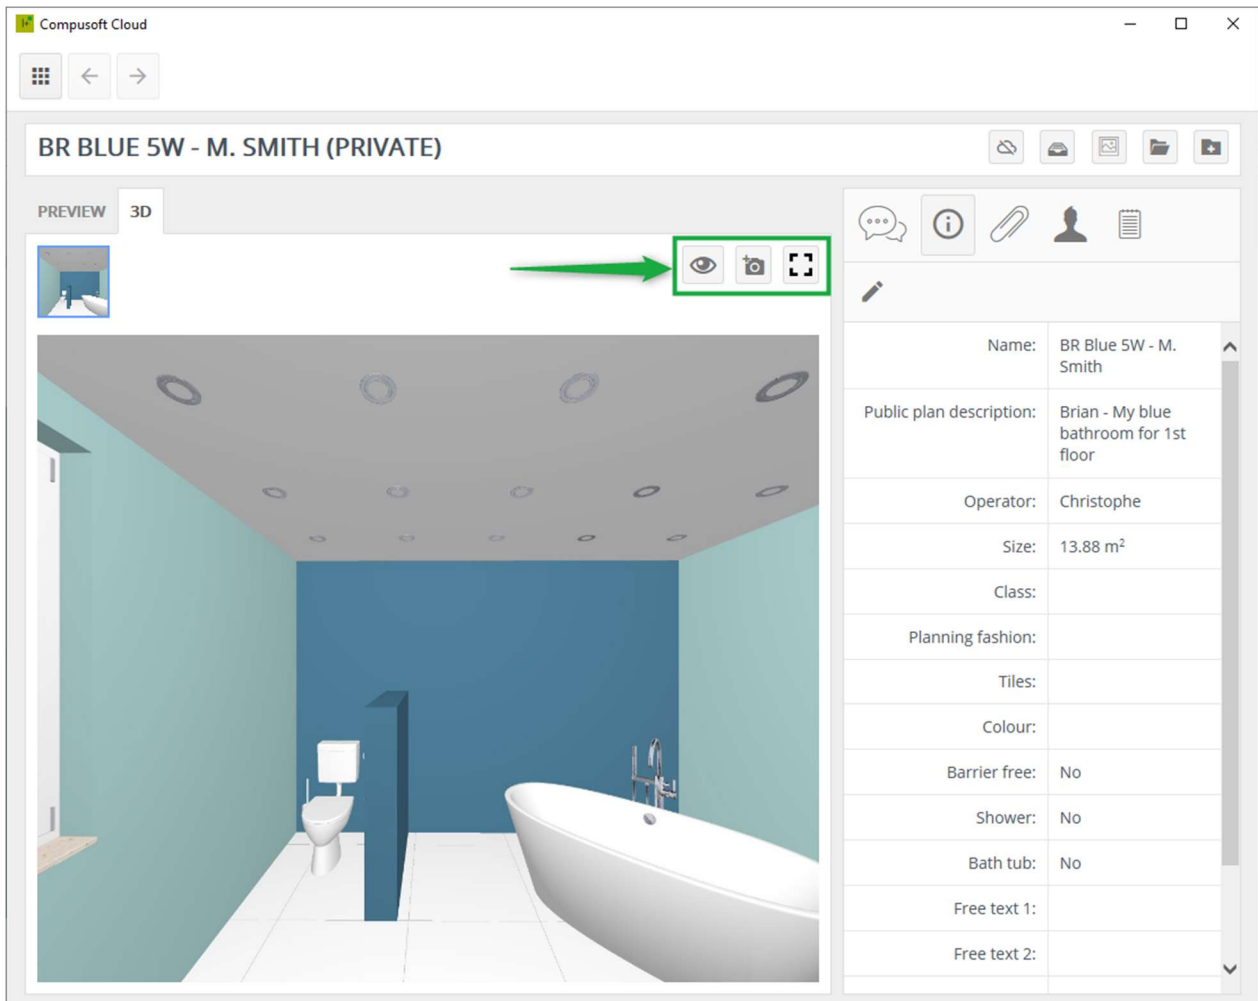 Compusoft Cloud
BR BLUE 5W - M. SMITH (PRIVATE)
PREVIEW 3D
Name: BR Blue 5W - M.
Smith
Public plan description: Brian - My blue
bathroom for 1st
floor
Operator: Christophe
Size: 13.88 m²
Class:
Planning fashion:
Tiles:
Colour:
Barrier free: No
Shower: No
Bath tub: No
Free text 1:
Free text 2: